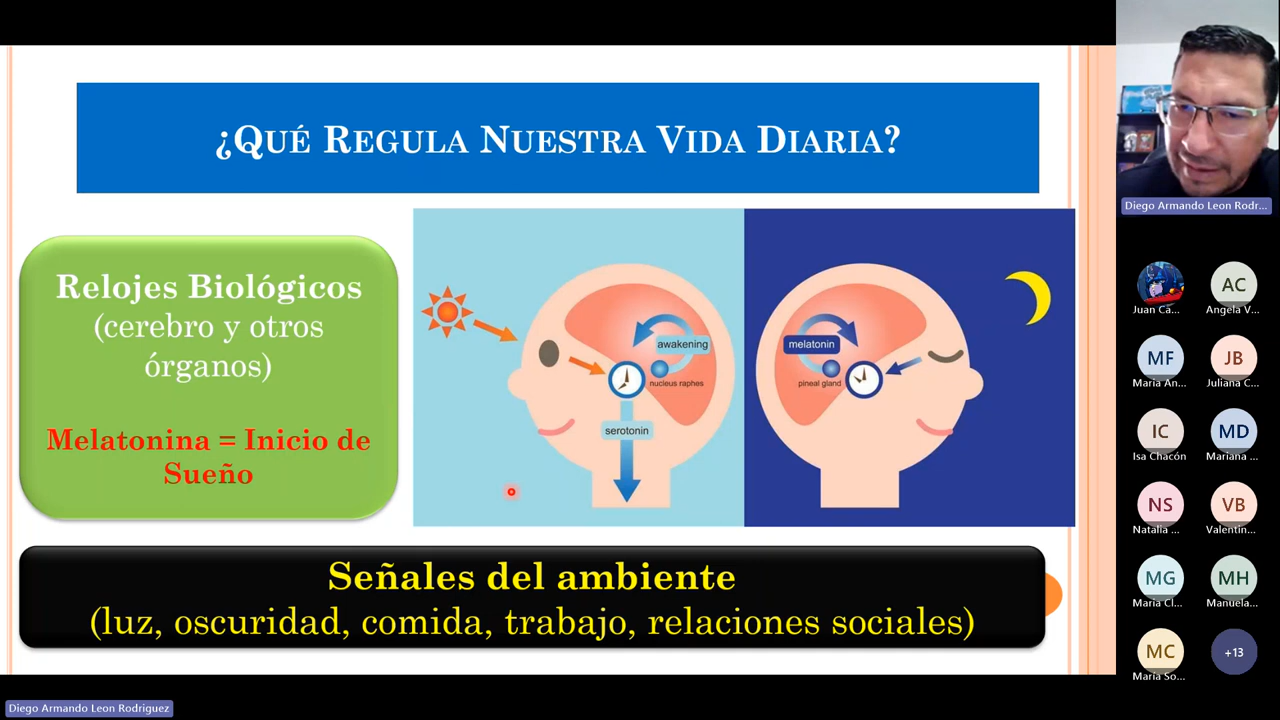 ¿QUÉ REGULA NUESTRA VIDA DIARIA?
Relojes Biológicos
(cerebro y otros
órganos)
Melatonina = Inicio de
Sueño
awakening
nucleus raphes
serotonin
melatonin
pineal gland
Señales del ambiente
(luz, oscuridad, comida, trabajo, relaciones sociales)
Diego Armando Leon Rodr...
Juan Ca...
AC
Angela V...
MF
Maria An...
JB
Juliana C...
IC
Isa Chacón
MD
Mariana ...
NS
Natalia ...
VB
Valentin...
MG
Maria Cl...
MH
Manuela...
MC
Maria So...
+13
Diego Armando Leon Rodriguez